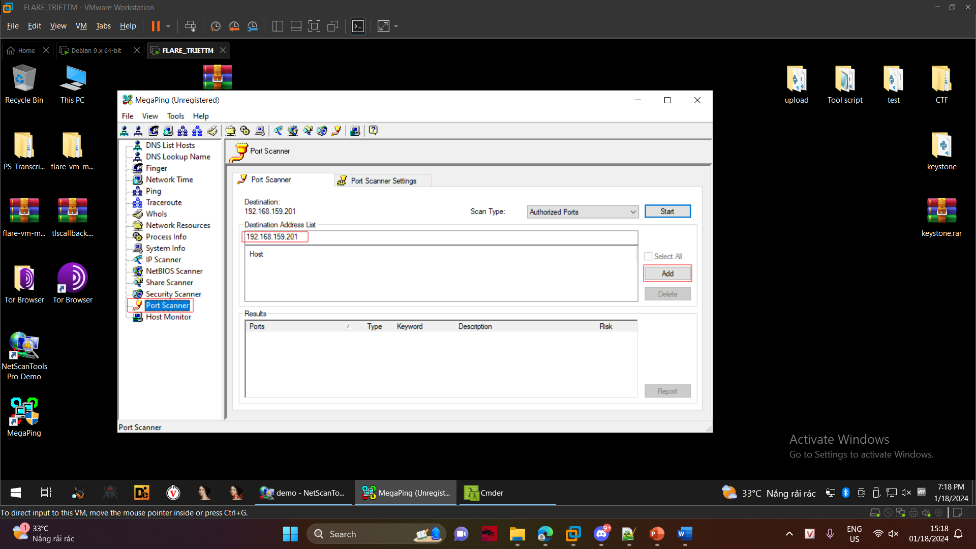 FLARE_TRIETTM - VMware Workstation
File Edit View VM Tabs Help
Home
Debian 9.x 64-bit
FLARE_TRIETTM
Recycle Bin
This PC
upload
Tool script
test
CTF
PS_Transcri...
flare-vm-m...
keystone
flare-vm-m...
tlscallback....
keystone.rar
Tor Browser
Tor Browser
NetScanTools
Pro Demo
MegaPing
MegaPing (Unregistered)
File View Tools Help
DNS List Hosts
DNS Lookup Name
Finger
Network Time
Ping
Traceroute
Whois
Network Resources
Process Info
System Info
IP Scanner
NetBIOS Scanner
Share Scanner
Security Scanner
Port Scanner
Host Monitor
Port Scanner
Port Scanner
Port Scanner Settings
Destination:
192.168.159.201
Scan Type:
Authorized Ports
Start
Destination Address List
192.168.159.201
Host
Select All
Add
Delete
Results
Ports Type Keyword Description Risk
Report
Port Scanner
Activate Windows
Go to Settings to activate Windows.
demo - NetScanTo...
MegaPing (Unregist...
Cmder
33°C Nắng rải rác
7:18 PM
1/18/2024
To direct input to this VM, move the mouse pointer inside or press Ctrl+G.
33°C
Nắng rải rác
Search
ENG
US
15:18
01/18/2024